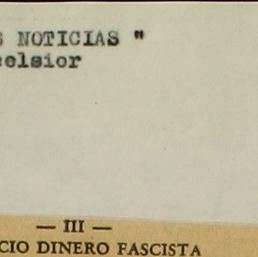 S NOTICIAS "
celsior
— III —
CIO DINERO FASCISTA